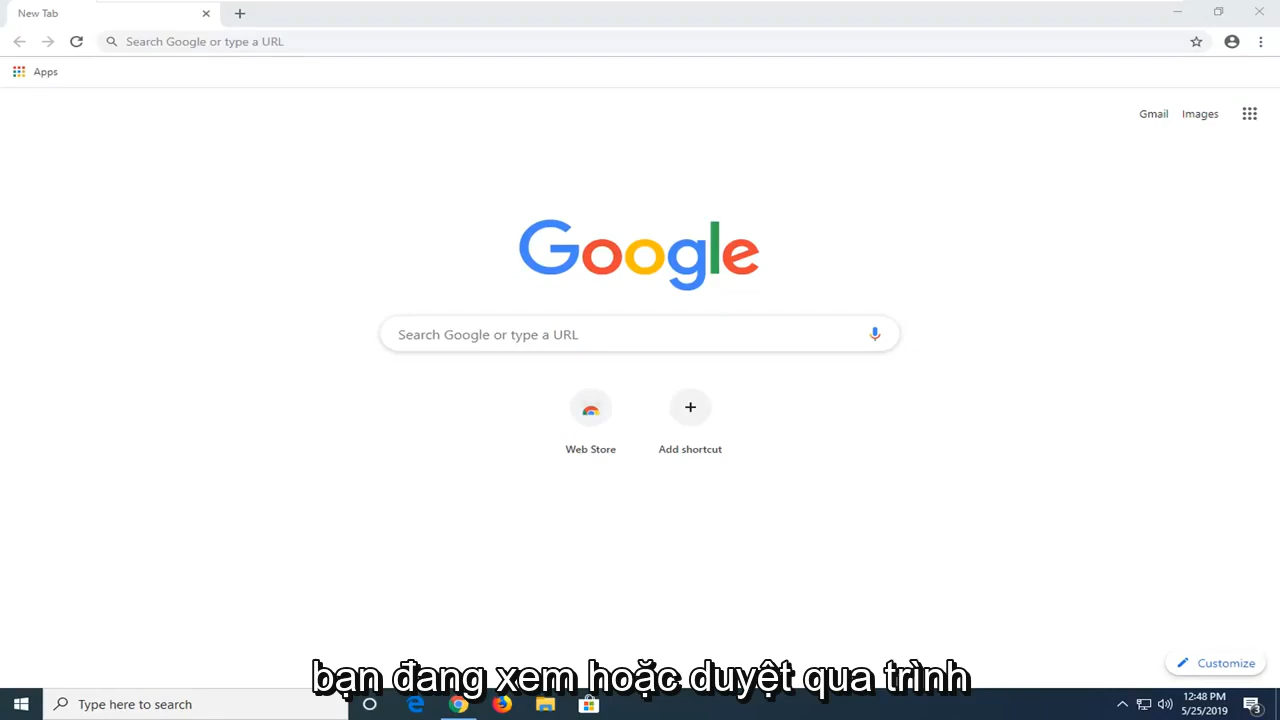 New Tab
Search Google or type a URL
Apps
Gmail Images
Google
Search Google or type a URL
Web Store Add shortcut
Customize
bạn đang xem hoặc duyệt qua trình
Type here to search
12:48 PM
5/25/2019
3